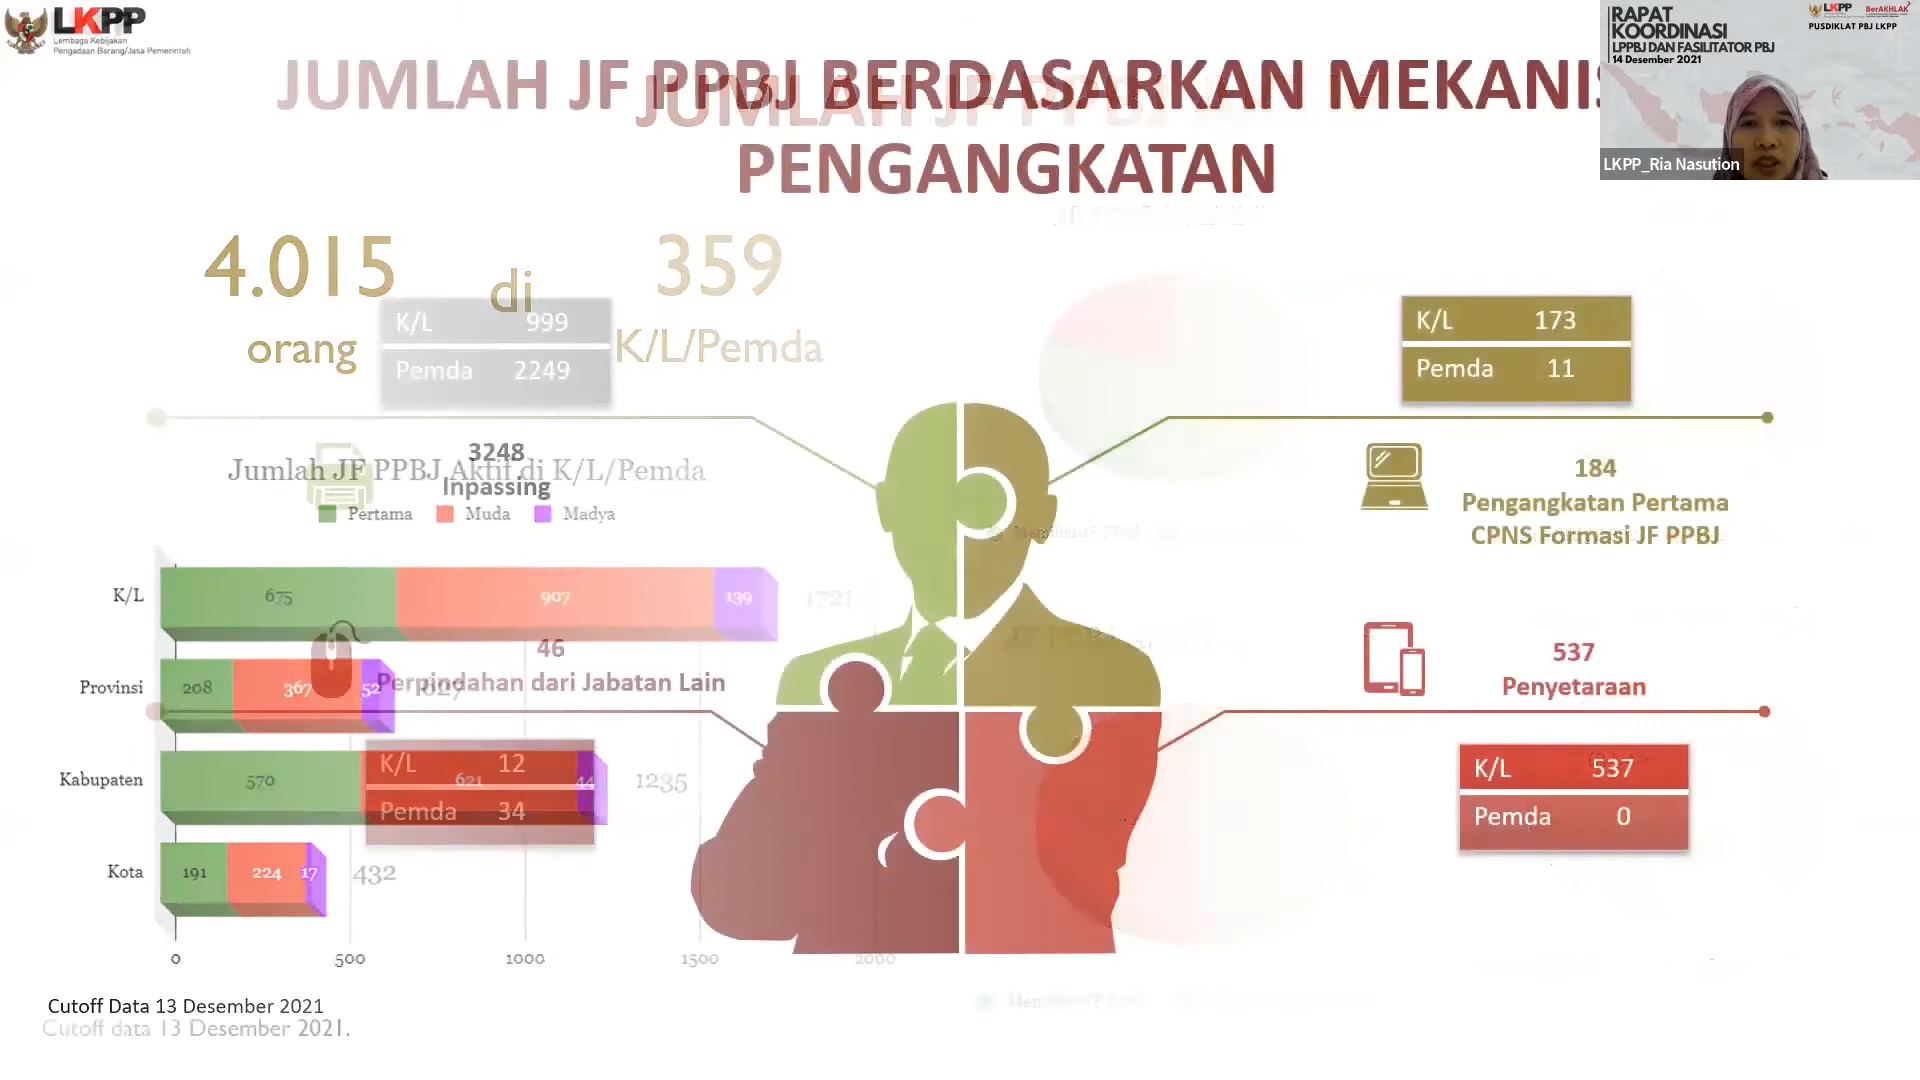 LKPP
Lembaga Kebijakan
Pengadaan Barang/Jasa Pemerintah
RAPAT
KOORDINASI
LPPBJ DAN FASILITATOR PBJ
14 Desember 2021
LKPP BerAKHLAK
PUSDIKLAT PBJ LKPP
LKPP_Ria Nasution
JUMLAH JF PPBJ BERDASARKAN MEKANIS
PENGANGKATAN
JUMLAH JF PPBJ
4.015
orang
di
359
K/L/Pemda
K/L 999
Pemda 2249
3248
Inpassing
K/L 173
Pemda 11
184
Pengangkatan Pertama
CPNS Formasi JF PPBJ
Jumlah JF PPBJ Aktif di K/L/Pemda
Pertama Muda Madya
K/L 675 907 139 1721
Provinsi 208 367 52 627
Kabupaten 570 621 44 1235
Kota 191 224 17 432
0 500 1000 1500 2000
46
Perpindahan dari Jabatan Lain
K/L 12
Pemda 34
537
Penyetaraan
K/L 537
Pemda 0
Cutoff Data 13 Desember 2021
Cutoff data 13 Desember 2021.